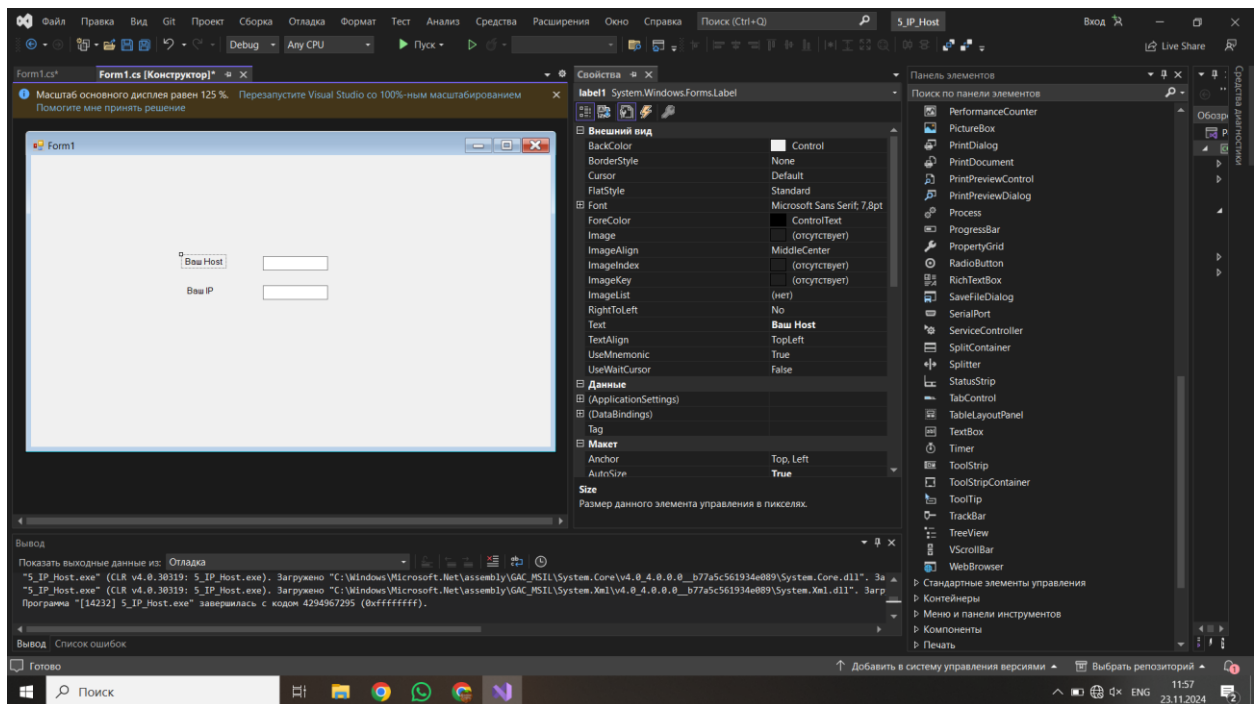 Файл Правка Вид Git Проект Сборка Отладка Формат Тест Анализ Средства Расширения Окно Справка Поиск (Ctrl+Q) 5_IP_Host Вход
Debug Any CPU Пуск Live Share
Form1.cs* Form1.cs [Конструктор]*
Масштаб основного дисплея равен 125 %. Перезапустите Visual Studio со 100%-ным масштабированием
Помогите мне принять решение
Form1
Ваш Host
Ваш IP
Свойства
label1 System.Windows.Forms.Label
Внешний вид
BackColor Control
BorderStyle None
Cursor Default
FlatStyle Standard
Font Microsoft Sans Serif; 7,8pt
ForeColor ControlText
Image (отсутствует)
ImageAlign MiddleCenter
ImageIndex (отсутствует)
ImageKey (отсутствует)
ImageList (нет)
RightToLeft No
Text Ваш Host
TextAlign TopLeft
UseMnemonic True
UseWaitCursor False
Данные
(ApplicationSettings)
(DataBindings)
Tag
Макет
Anchor Top, Left
AutoSize True
Size
Размер данного элемента управления в пикселях.
Панель элементов
Поиск по панели элементов
PerformanceCounter
PictureBox
PrintDialog
PrintDocument
PrintPreviewControl
PrintPreviewDialog
Process
ProgressBar
PropertyGrid
RadioButton
RichTextBox
SaveFileDialog
SerialPort
ServiceController
SplitContainer
Splitter
StatusStrip
TabControl
TableLayoutPanel
TextBox
Timer
ToolStrip
ToolStripContainer
ToolTip
TrackBar
TreeView
VScrollBar
WebBrowser
Стандартные элементы управления
Контейнеры
Меню и панели инструментов
Компоненты
Печать
Средства диагностики
Вывод
Показать выходные данные из: Отладка
"5_IP_Host.exe" (CLR v4.0.30319: 5_IP_Host.exe). Загружено "C:\Windows\Microsoft.Net\assembly\GAC_MSIL\System.Core\v4.0_4.0.0.0__b77a5c561934e089\System.Core.dll". За
"5_IP_Host.exe" (CLR v4.0.30319: 5_IP_Host.exe). Загружено "C:\Windows\Microsoft.Net\assembly\GAC_MSIL\System.Xml\v4.0_4.0.0.0__b77a5c561934e089\System.Xml.dll". Загр
Программа "[14232] 5_IP_Host.exe" завершилась с кодом 4294967295 (0xffffffff).
Вывод Список ошибок
Готово Добавить в систему управления версиями Выбрать репозиторий
Поиск ENG 11:57
23.11.2024